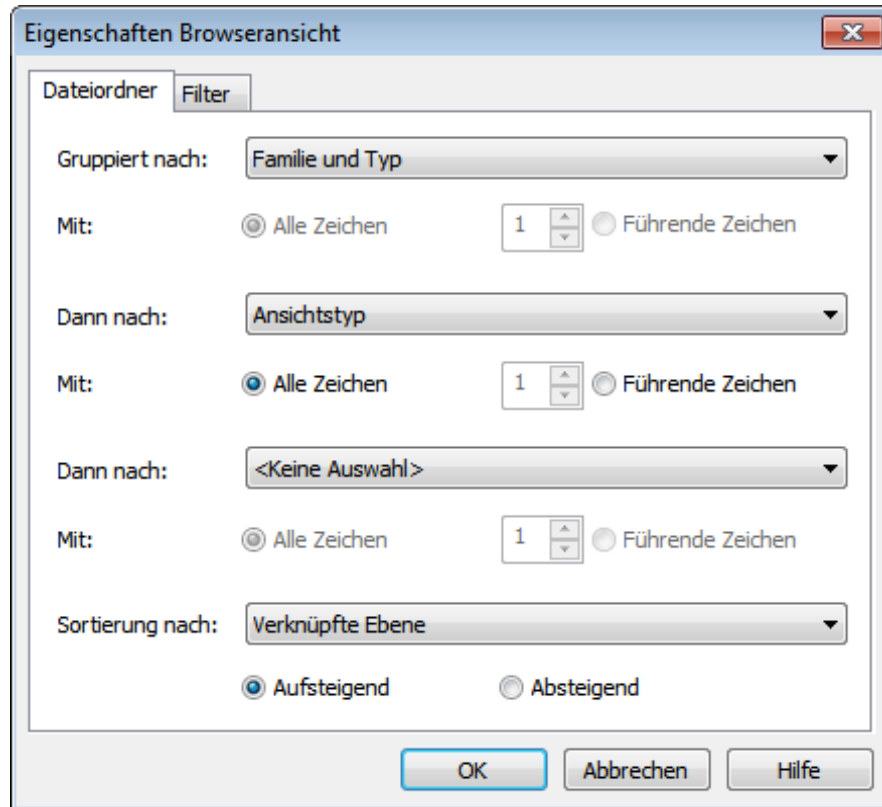 Eigenschaften Browseransicht
Dateiordner Filter
Gruppiert nach: Familie und Typ
Mit: Alle Zeichen 1 Führende Zeichen
Dann nach: Ansichtstyp
Mit: Alle Zeichen 1 Führende Zeichen
Dann nach: <Keine Auswahl>
Mit: Alle Zeichen 1 Führende Zeichen
Sortierung nach: Verknüpfte Ebene
Aufsteigend Absteigend
OK Abbrechen Hilfe